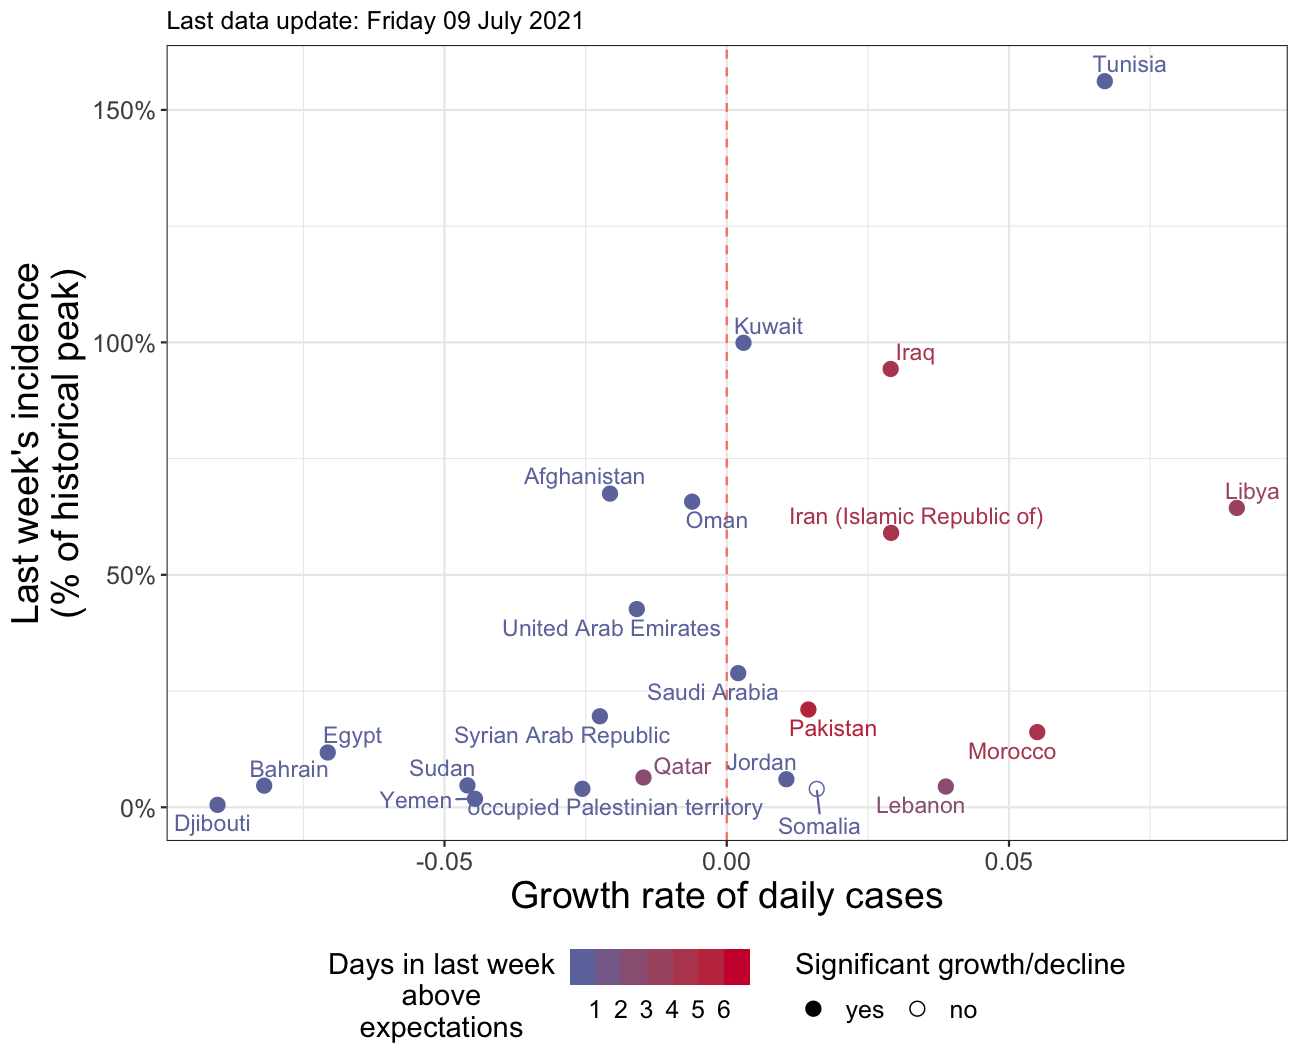 Last data update: Friday 09 July 2021
Last week's incidence
(% of historical peak)
150%
100%
50%
0%
Tunisia
Kuwait
Iraq
Afghanistan
Libya
Oman
Iran (Islamic Republic of)
United Arab Emirates
Saudi Arabia
Pakistan
Syrian Arab Republic
Egypt
Morocco
Bahrain
Sudan
Qatar
Jordan
Yemen
occupied Palestinian territory
Lebanon
Djibouti
Somalia
-0.05 0.00 0.05
Growth rate of daily cases
Days in last week
above
expectations
1 2 3 4 5 6
Significant growth/decline
yes no